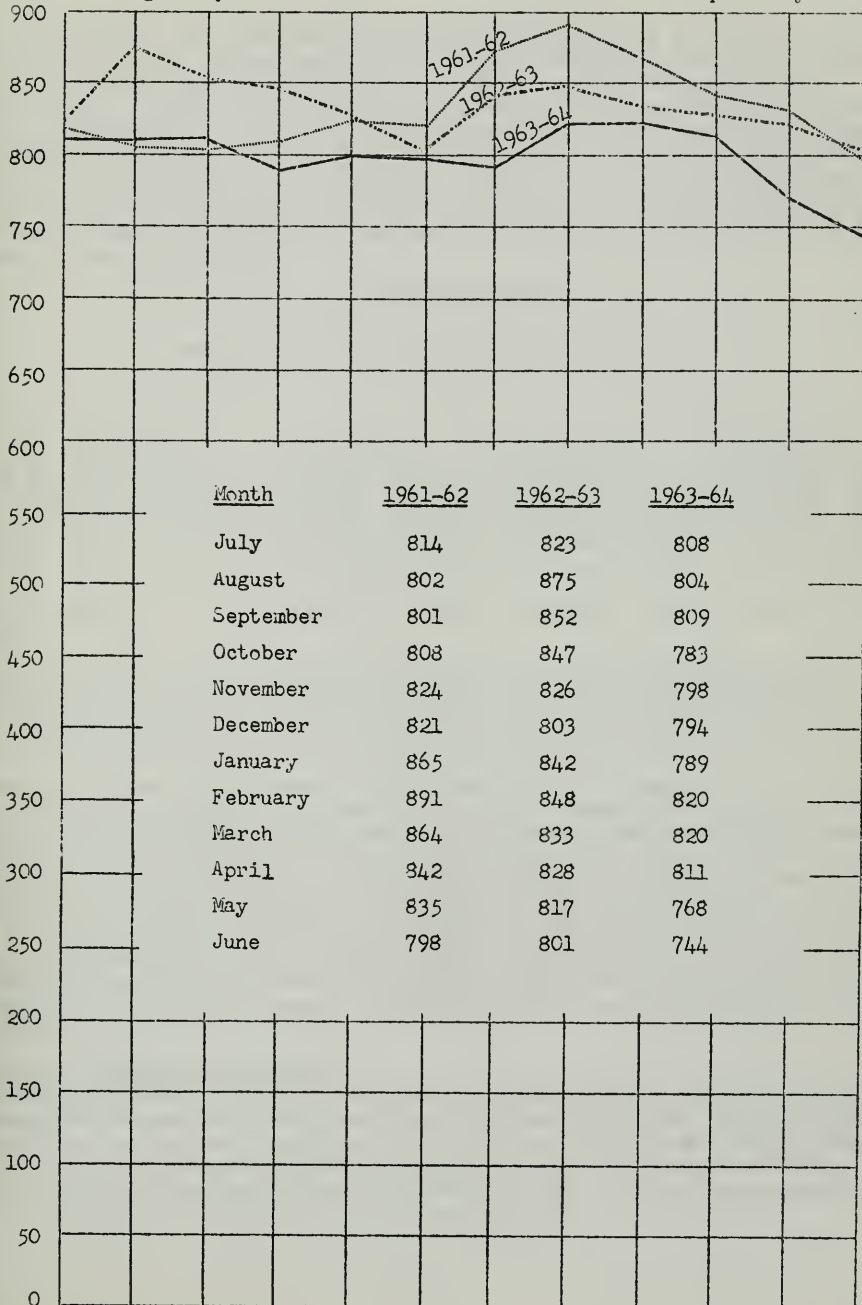 900
850
800
750
700
650
600
550
500
450
400
350
300
250
200
150
100
50
0
1961-62
1962-63
1963-64
Month 1961-62 1962-63 1963-64
July 814 823 808
August 802 875 804
September 801 852 809
October 808 847 783
November 824 826 798
December 821 803 794
January 865 842 789
February 891 848 820
March 864 833 820
April 842 828 811
May 835 817 768
June 798 801 744